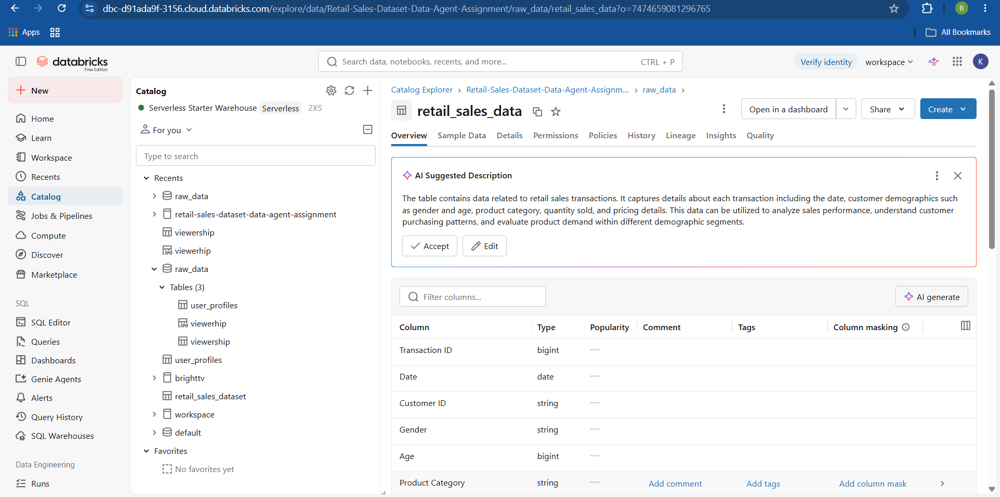 dbc-d91ada9f-3156.cloud.databricks.com/explore/data/Retail-Sales-Dataset-Data-Agent-Assignment/raw_data/retail_sales_data?o=7474659081296765
B
Apps
All Bookmarks
databricks
Free Edition
Search data, notebooks, recents, and more...
CTRL + P
Verify identity
workspace
K
New
Home
Learn
Workspace
Recents
Catalog
Jobs & Pipelines
Compute
Discover
Marketplace
SQL
SQL Editor
Queries
Dashboards
Genie Agents
Alerts
Query History
SQL Warehouses
Data Engineering
Runs
Catalog
Serverless Starter Warehouse Serverless 2XS
For you
Type to search
Recents
raw_data
retail-sales-dataset-data-agent-assignment
viewership
viewerhip
raw_data
Tables (3)
user_profiles
viewerhip
viewership
user_profiles
brighttv
retail_sales_dataset
workspace
default
Favorites
No favorites yet
Catalog Explorer › Retail-Sales-Dataset-Data-Agent-Assignm... › raw_data ›
retail_sales_data
Open in a dashboard
Share
Create
Overview Sample Data Details Permissions Policies History Lineage Insights Quality
AI Suggested Description
The table contains data related to retail sales transactions. It captures details about each transaction including the date, customer demographics such
as gender and age, product category, quantity sold, and pricing details. This data can be utilized to analyze sales performance, understand customer
purchasing patterns, and evaluate product demand within different demographic segments.
Accept
Edit
Filter columns...
AI generate
Column Type Popularity Comment Tags Column masking
Transaction ID bigint
Date date
Customer ID string
Gender string
Age bigint
Product Category string Add comment Add tags Add column mask